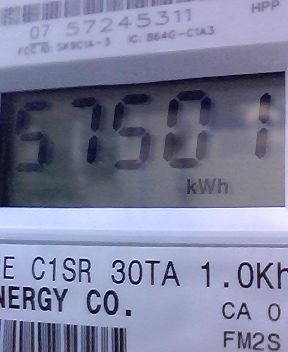 HPP
07 57245311
FCC ID: SK9C1A-3 IC: 864G-C1A3
57501
kWh
PE C1SR 30TA 1.0Kh
NERGY CO.
CA 0
FM2S